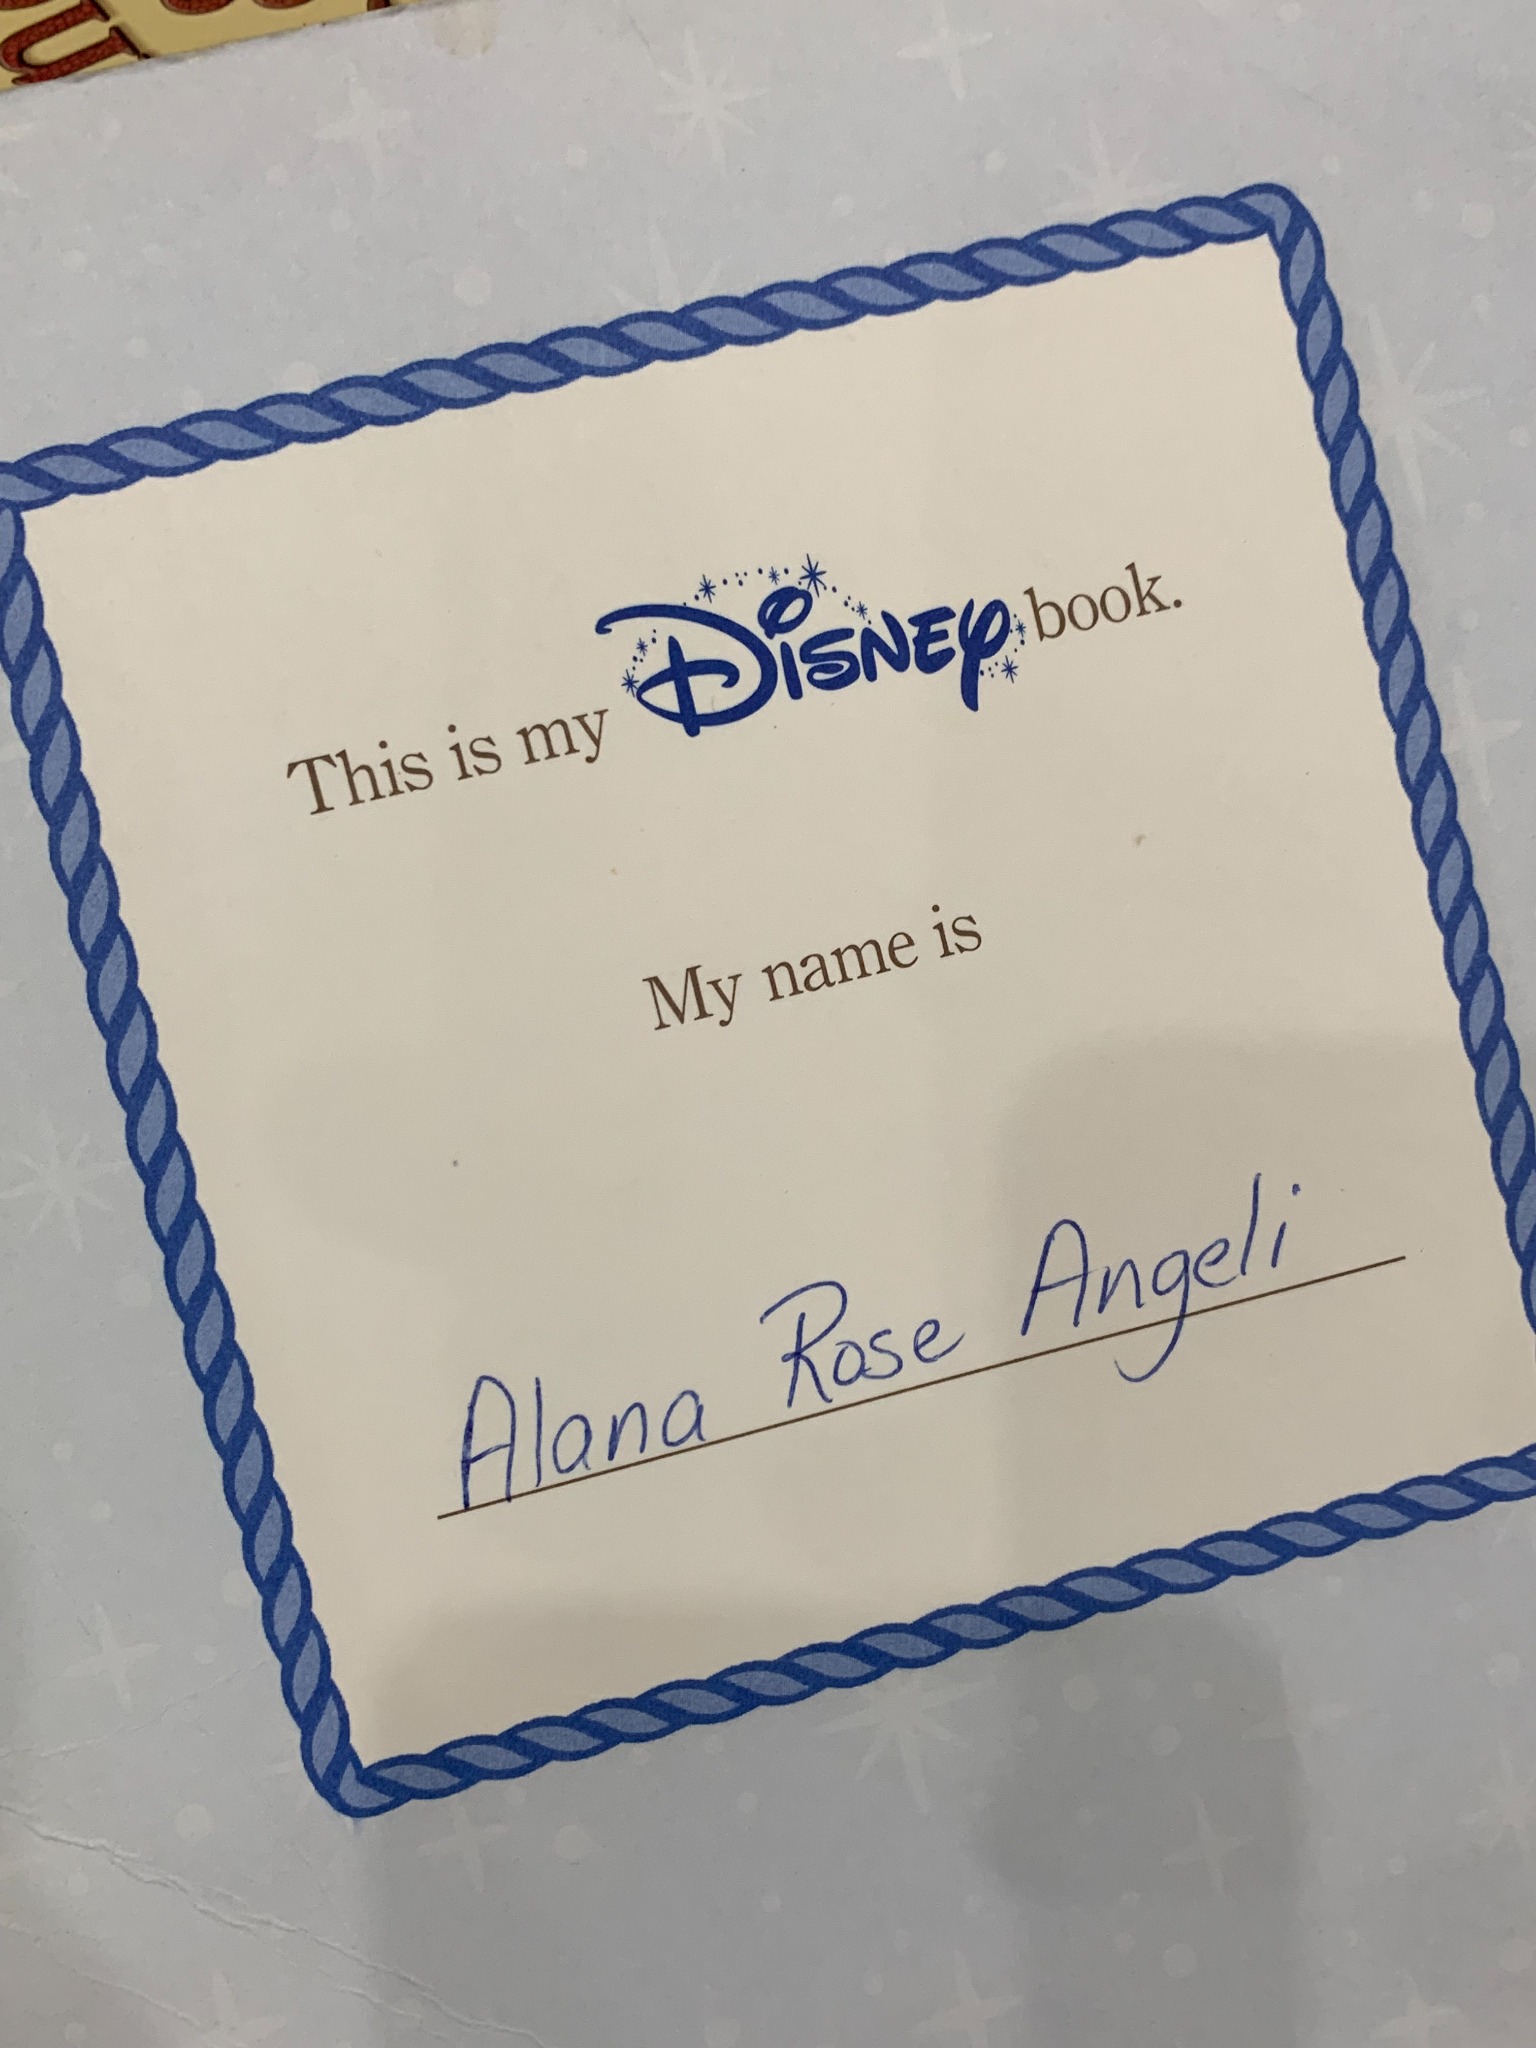 This is my Disney book.
My name is
Alana Rose Angeli